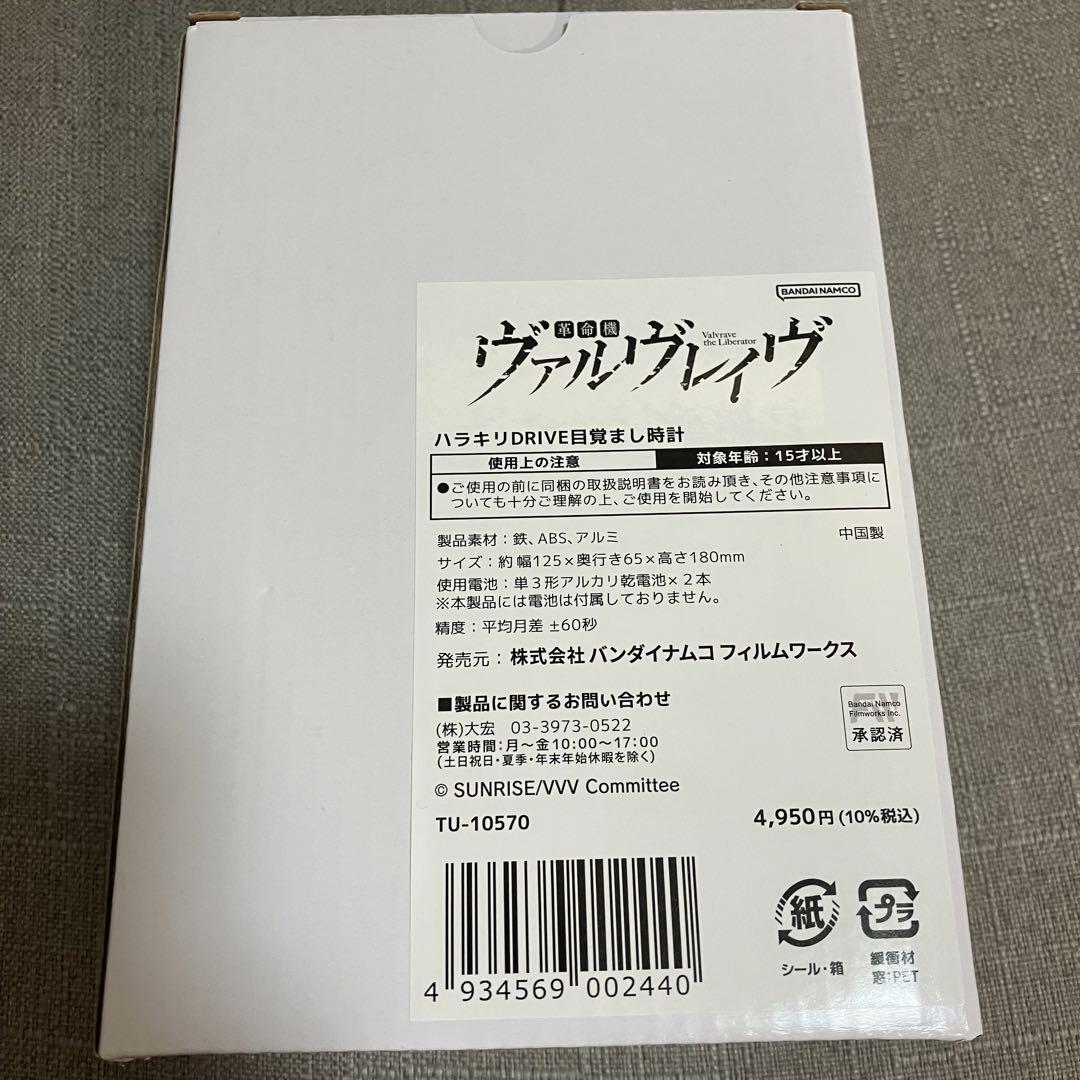 BANDAI NAMCO
革命機
ヴァルヴレイヴ
Valvrave
the Liberator
ハラキリDRIVE目覚まし時計
使用上の注意
対象年齢:15才以上
●ご使用の前に同梱の取扱説明書をお読み頂き、その他注意事項に
ついても十分ご理解の上、ご使用を開始してください。
製品素材:鉄、ABS、アルミ
中国製
サイズ:約 幅125×奥行き65×高さ180mm
使用電池:単3形アルカリ乾電池×2本
※本製品には電池は付属しておりません。
精度:平均月差 ±60秒
発売元:株式会社 バンダイナムコ フィルムワークス
■製品に関するお問い合わせ
(株)大宏 03-3973-0522
営業時間:月〜金10:00〜17:00
(土日祝日・夏季・年末年始休暇を除く)
Bandai Namco
Filmworks Inc.
承認済
© SUNRISE/VVV Committee
TU-10570
4,950円(10%税込)
4 934569 002440
紙
シール・箱
プラ
緩衝材
窓:PET